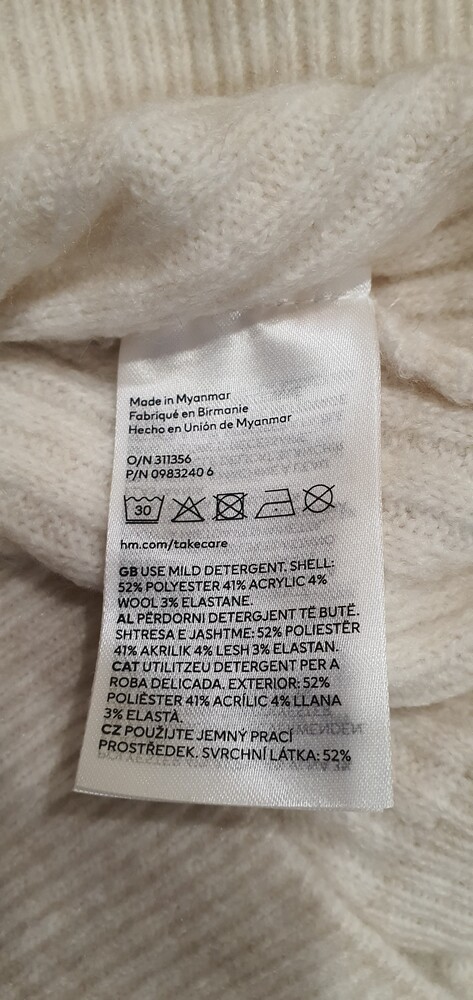 Made in Myanmar
Fabriqué en Birmanie
Hecho en Unión de Myanmar
O/N 311356
P/N 0983240 6
30
hm.com/takecare
GB USE MILD DETERGENT. SHELL:
52% POLYESTER 41% ACRYLIC 4%
WOOL 3% ELASTANE.
AL PËRDORNI DETERGJENT TË BUTË.
SHTRESA E JASHTME: 52% POLIESTËR
41% AKRILIK 4% LESH 3% ELASTAN.
CAT UTILITZEU DETERGENT PER A
ROBA DELICADA. EXTERIOR: 52%
POLIÈSTER 41% ACRÍLIC 4% LLANA
3% ELASTÀ.
CZ POUŽIJTE JEMNÝ PRACÍ
PROSTŘEDEK. SVRCHNÍ LÁTKA: 52%